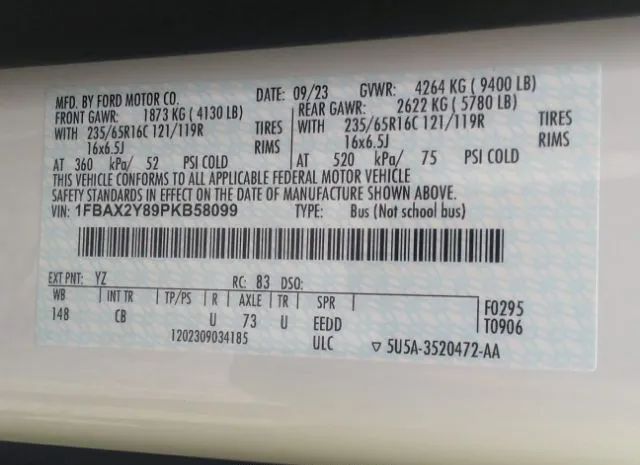 MFD. BY FORD MOTOR CO. DATE: 09/23 GVWR: 4264 KG ( 9400 LB)
FRONT GAWR: 1873 KG ( 4130 LB) REAR GAWR: 2622 KG ( 5780 LB)
WITH 235/65R16C 121/119R TIRES WITH 235/65R16C 121/119R TIRES
16x6.5J RIMS 16x6.5J RIMS
AT 360 kPa/ 52 PSI COLD AT 520 kPa/ 75 PSI COLD
THIS VEHICLE CONFORMS TO ALL APPLICABLE FEDERAL MOTOR VEHICLE
SAFETY STANDARDS IN EFFECT ON THE DATE OF MANUFACTURE SHOWN ABOVE.
VIN: 1FBAX2Y89PKB58099 TYPE: Bus (Not school bus)
EXT PNT: YZ RC: 83 DSO:
WB INT TR TP/PS R AXLE TR SPR F0295
148 CB U 73 U EEDD T0906
1202309034185 ULC ▽ 5U5A-3520472-AA